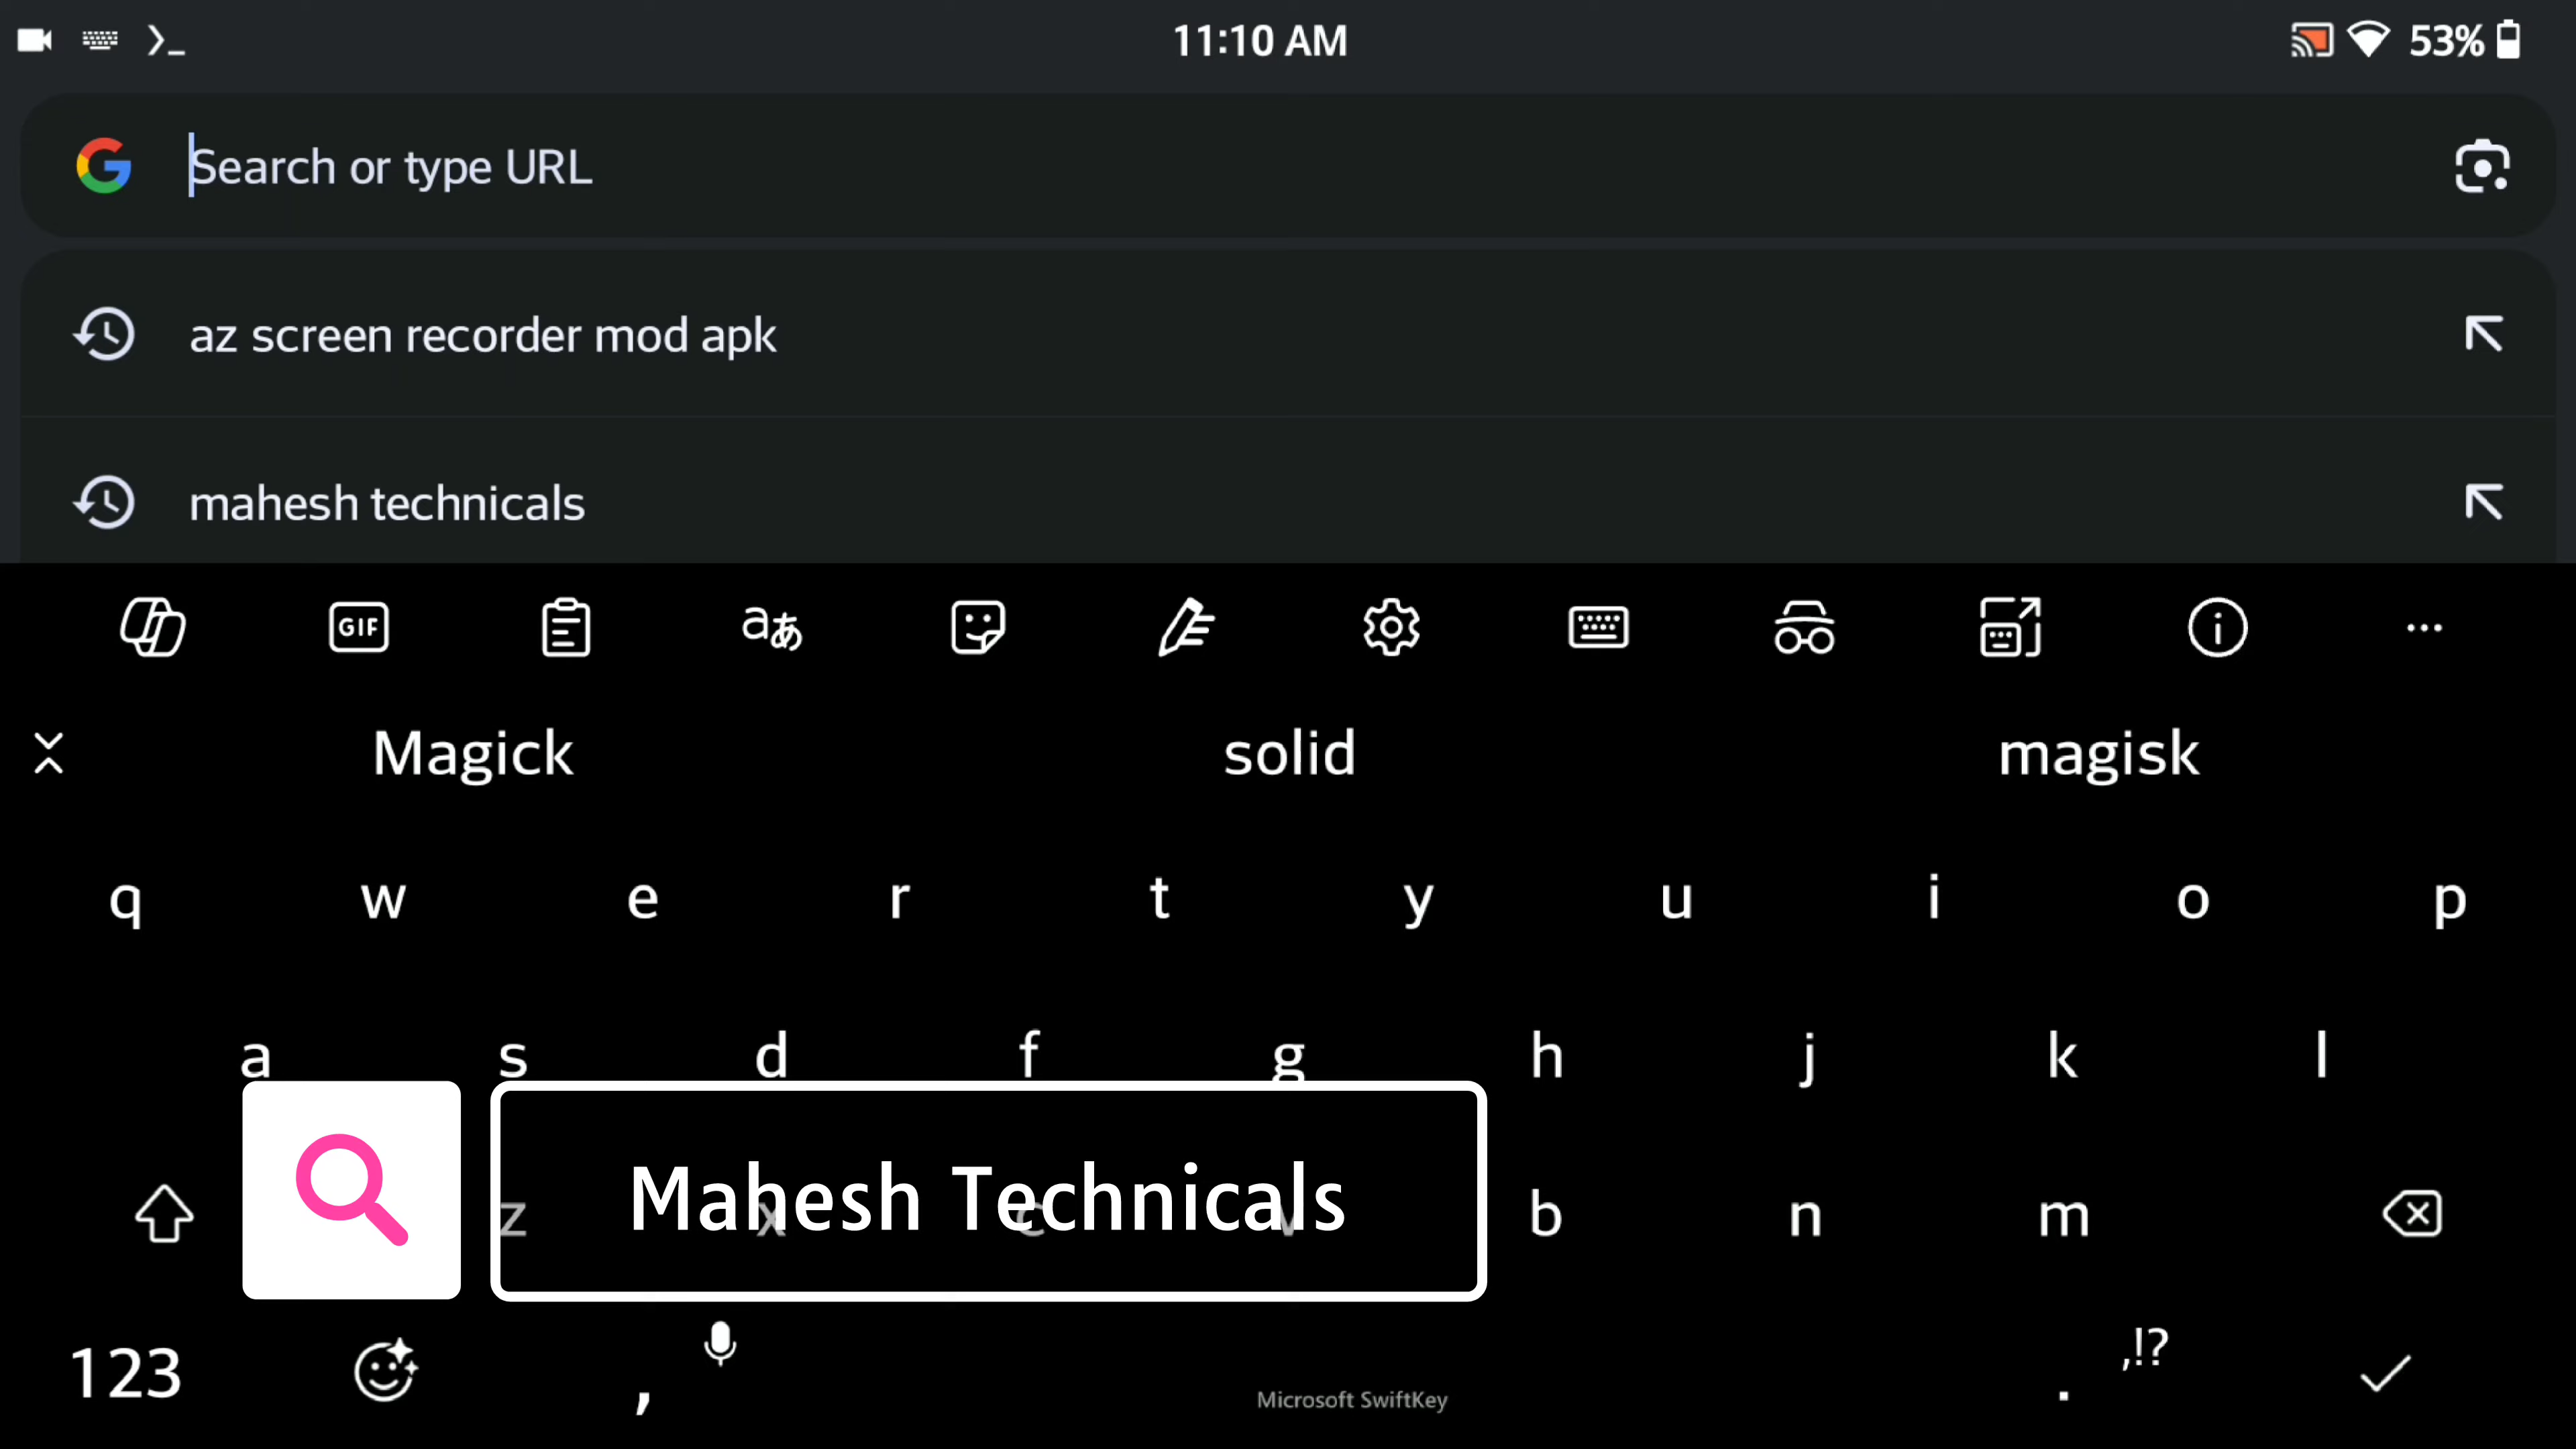 11:10 AM 53%
Search or type URL
az screen recorder mod apk
mahesh technicals
GIF aあ
Magick solid magisk
q w e r t y u i o p
a s d f g h j k l
z x c v b n m
Mahesh Technicals
123 , . ,!?
Microsoft SwiftKey